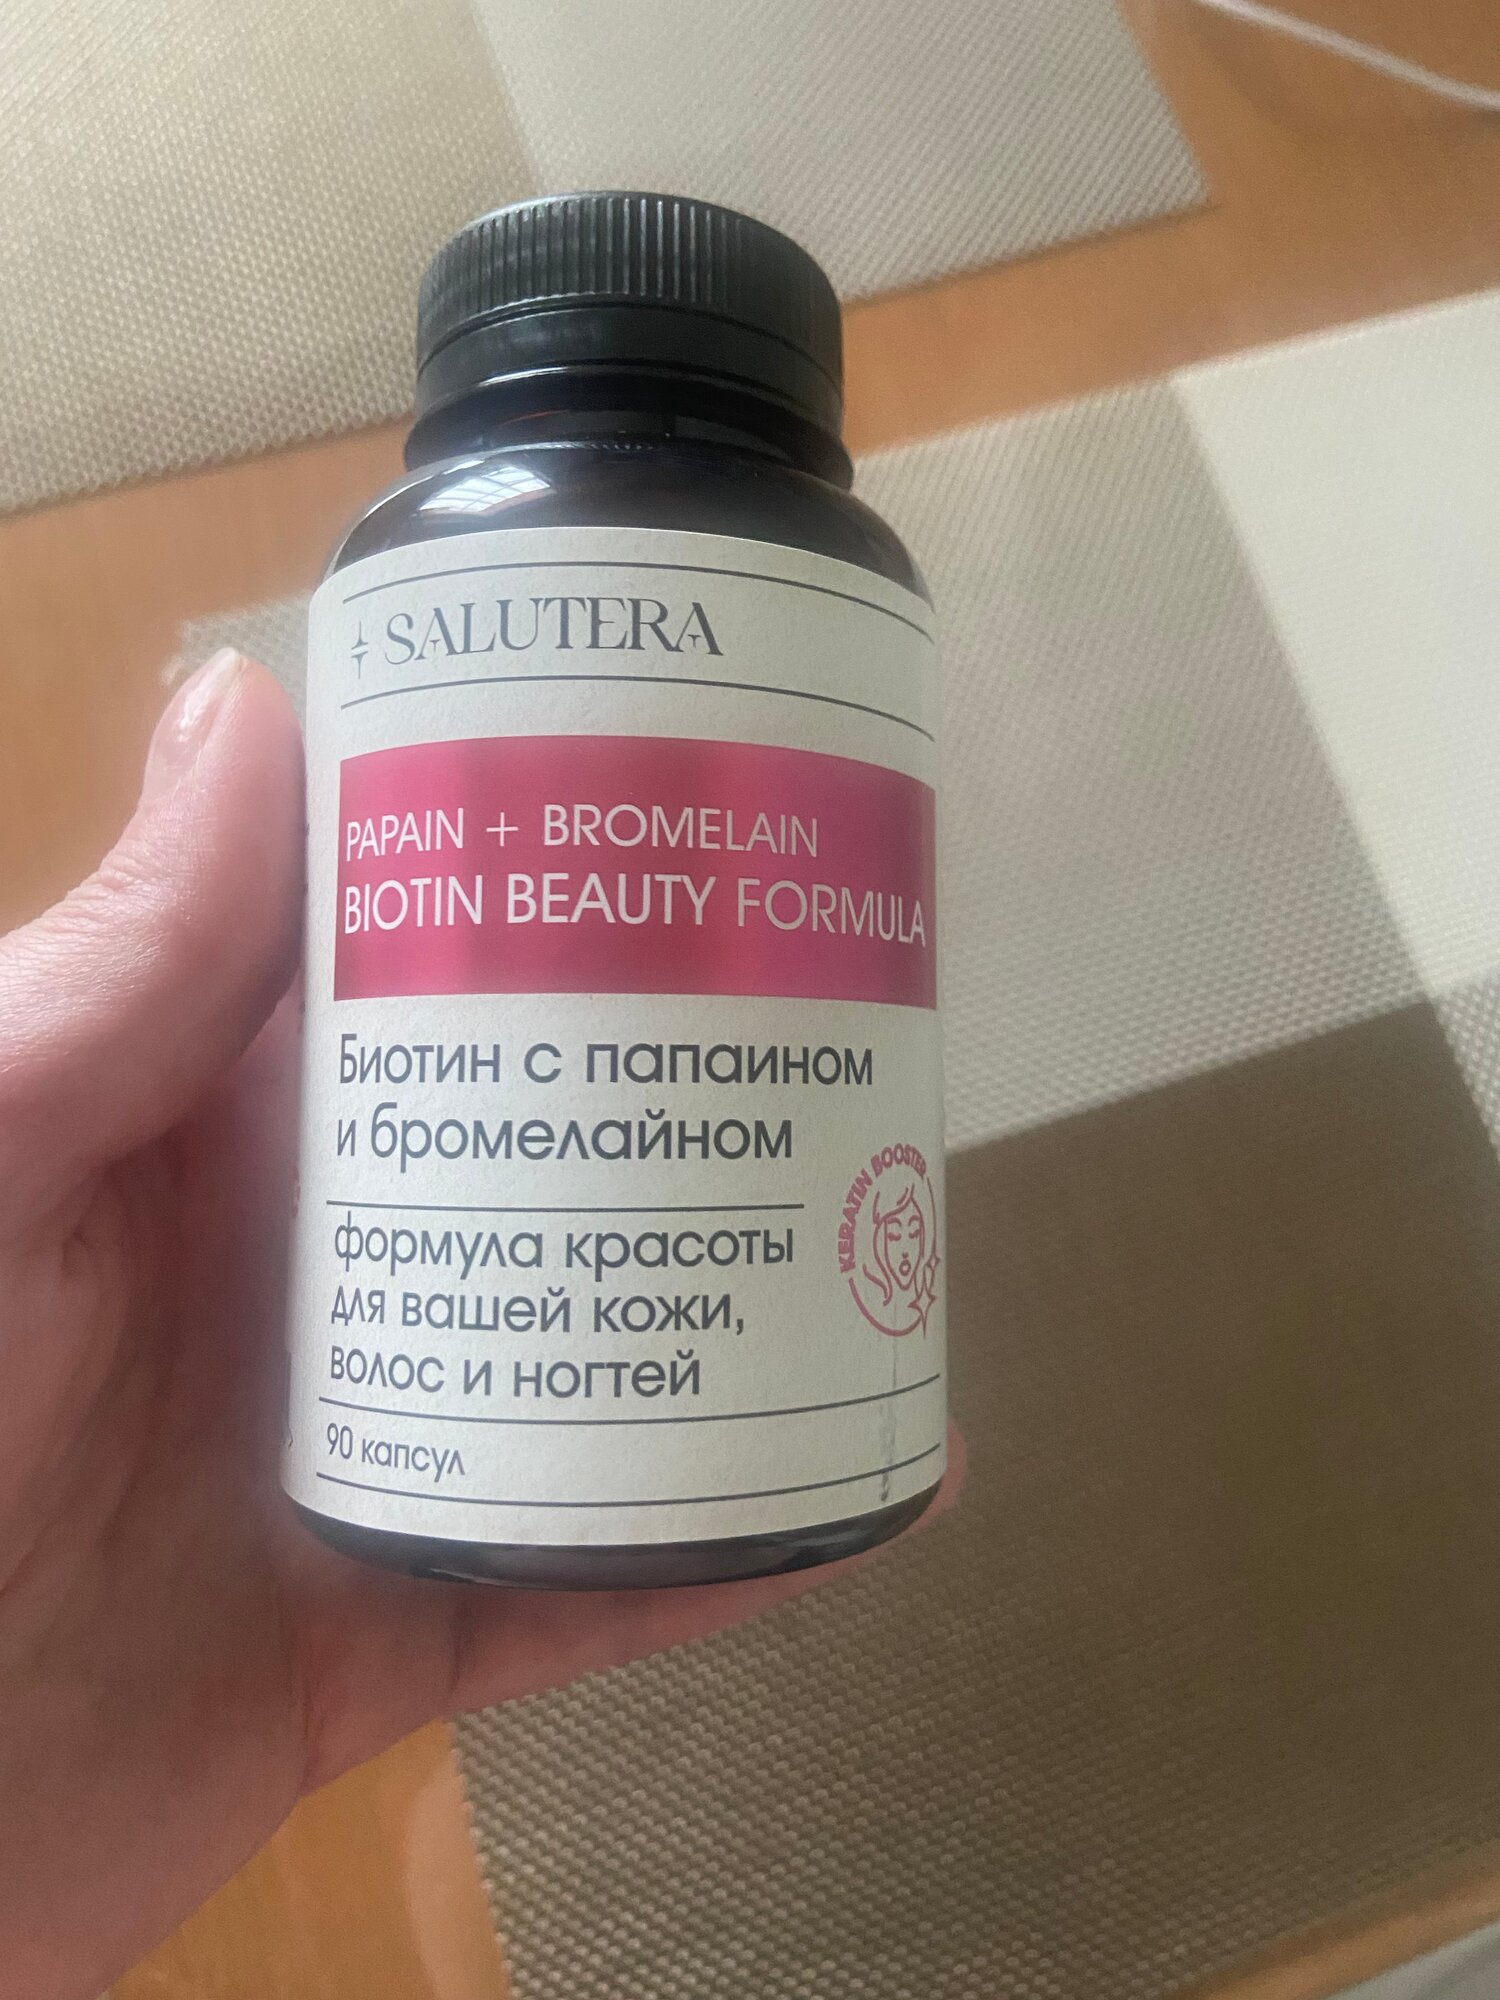 SALUTERA
PAPAIN + BROMELAIN
BIOTIN BEAUTY FORMULA
Биотин с папаином
и бромелайном
KERATIN BOOSTER
формула красоты
для вашей кожи,
волос и ногтей
90 капсул